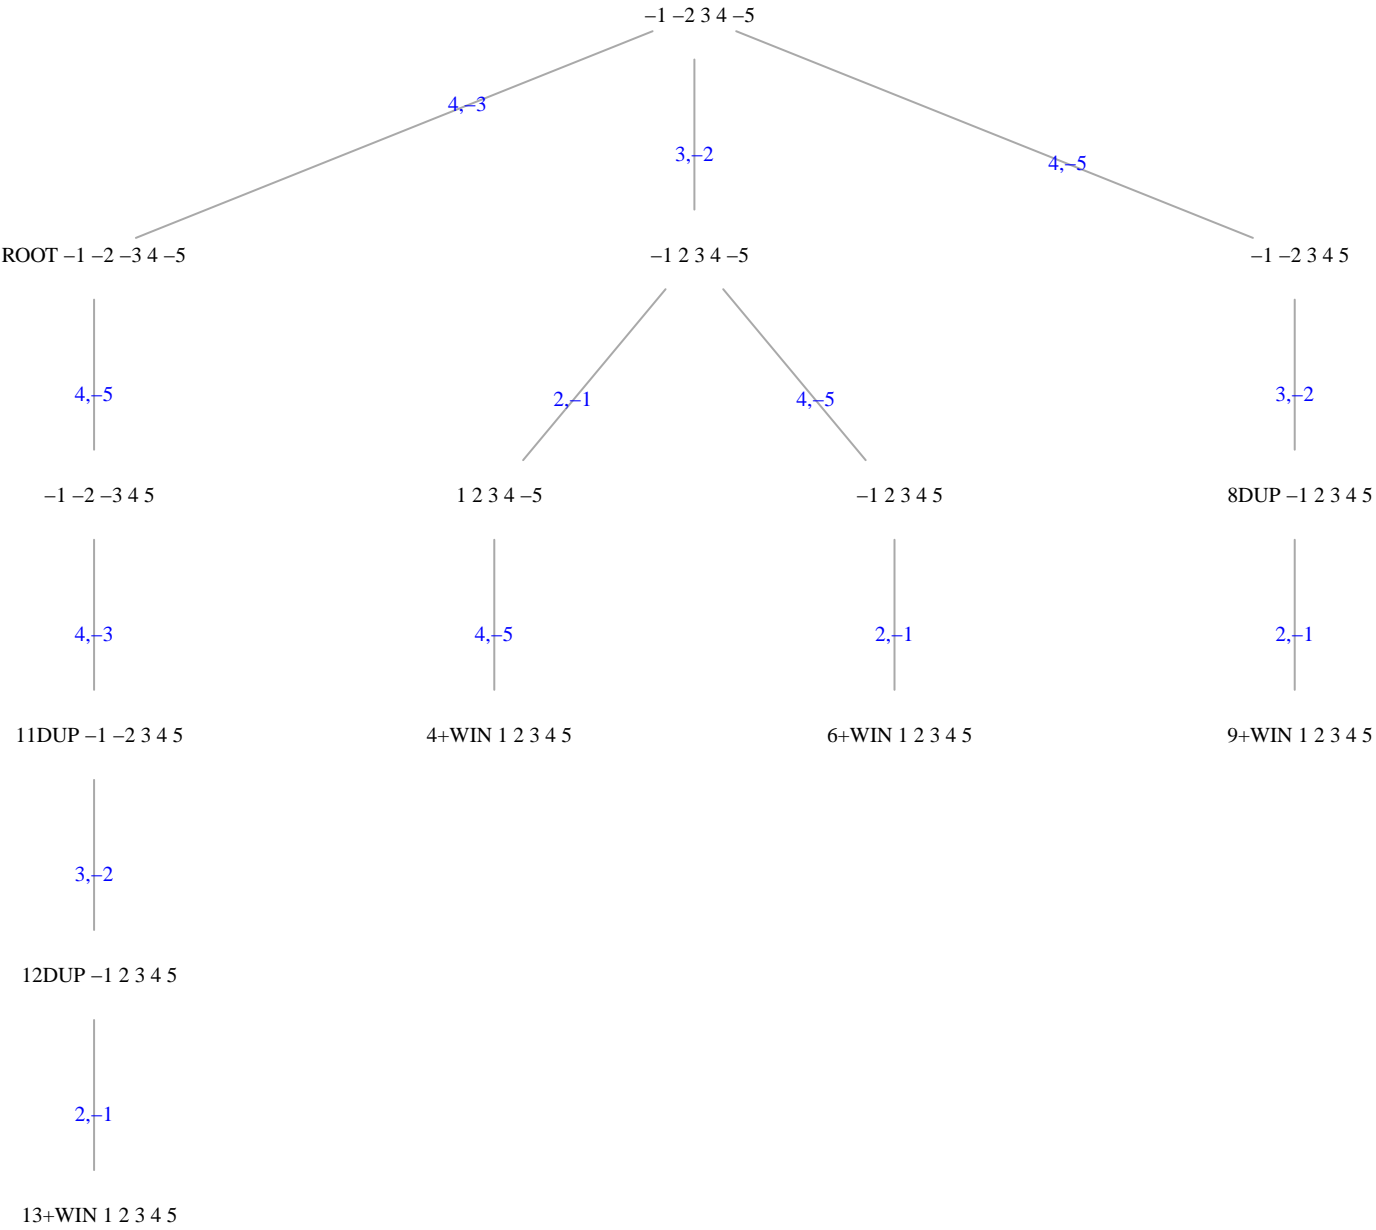 −1 −2 3 4 −5
4,−3
3,−2
4,−5
ROOT −1 −2 −3 4 −5
−1 2 3 4 −5
−1 −2 3 4 5
4,−5
2,−1
4,−5
3,−2
−1 −2 −3 4 5
1 2 3 4 −5
−1 2 3 4 5
8DUP −1 2 3 4 5
4,−3
4,−5
2,−1
2,−1
11DUP −1 −2 3 4 5
4+WIN 1 2 3 4 5
6+WIN 1 2 3 4 5
9+WIN 1 2 3 4 5
3,−2
12DUP −1 2 3 4 5
2,−1
13+WIN 1 2 3 4 5